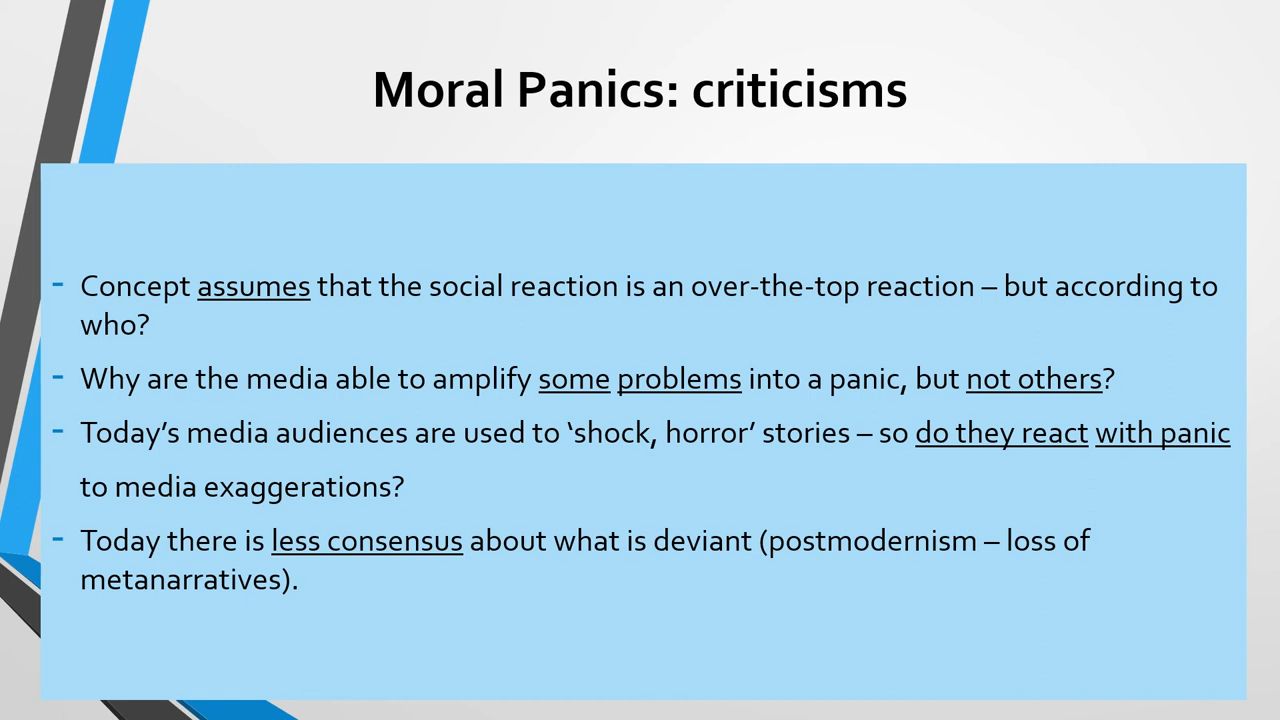 Moral Panics: criticisms
- Concept assumes that the social reaction is an over-the-top reaction – but according to
who?
- Why are the media able to amplify some problems into a panic, but not others?
- Today’s media audiences are used to ‘shock, horror’ stories – so do they react with panic
to media exaggerations?
- Today there is less consensus about what is deviant (postmodernism – loss of
metanarratives).